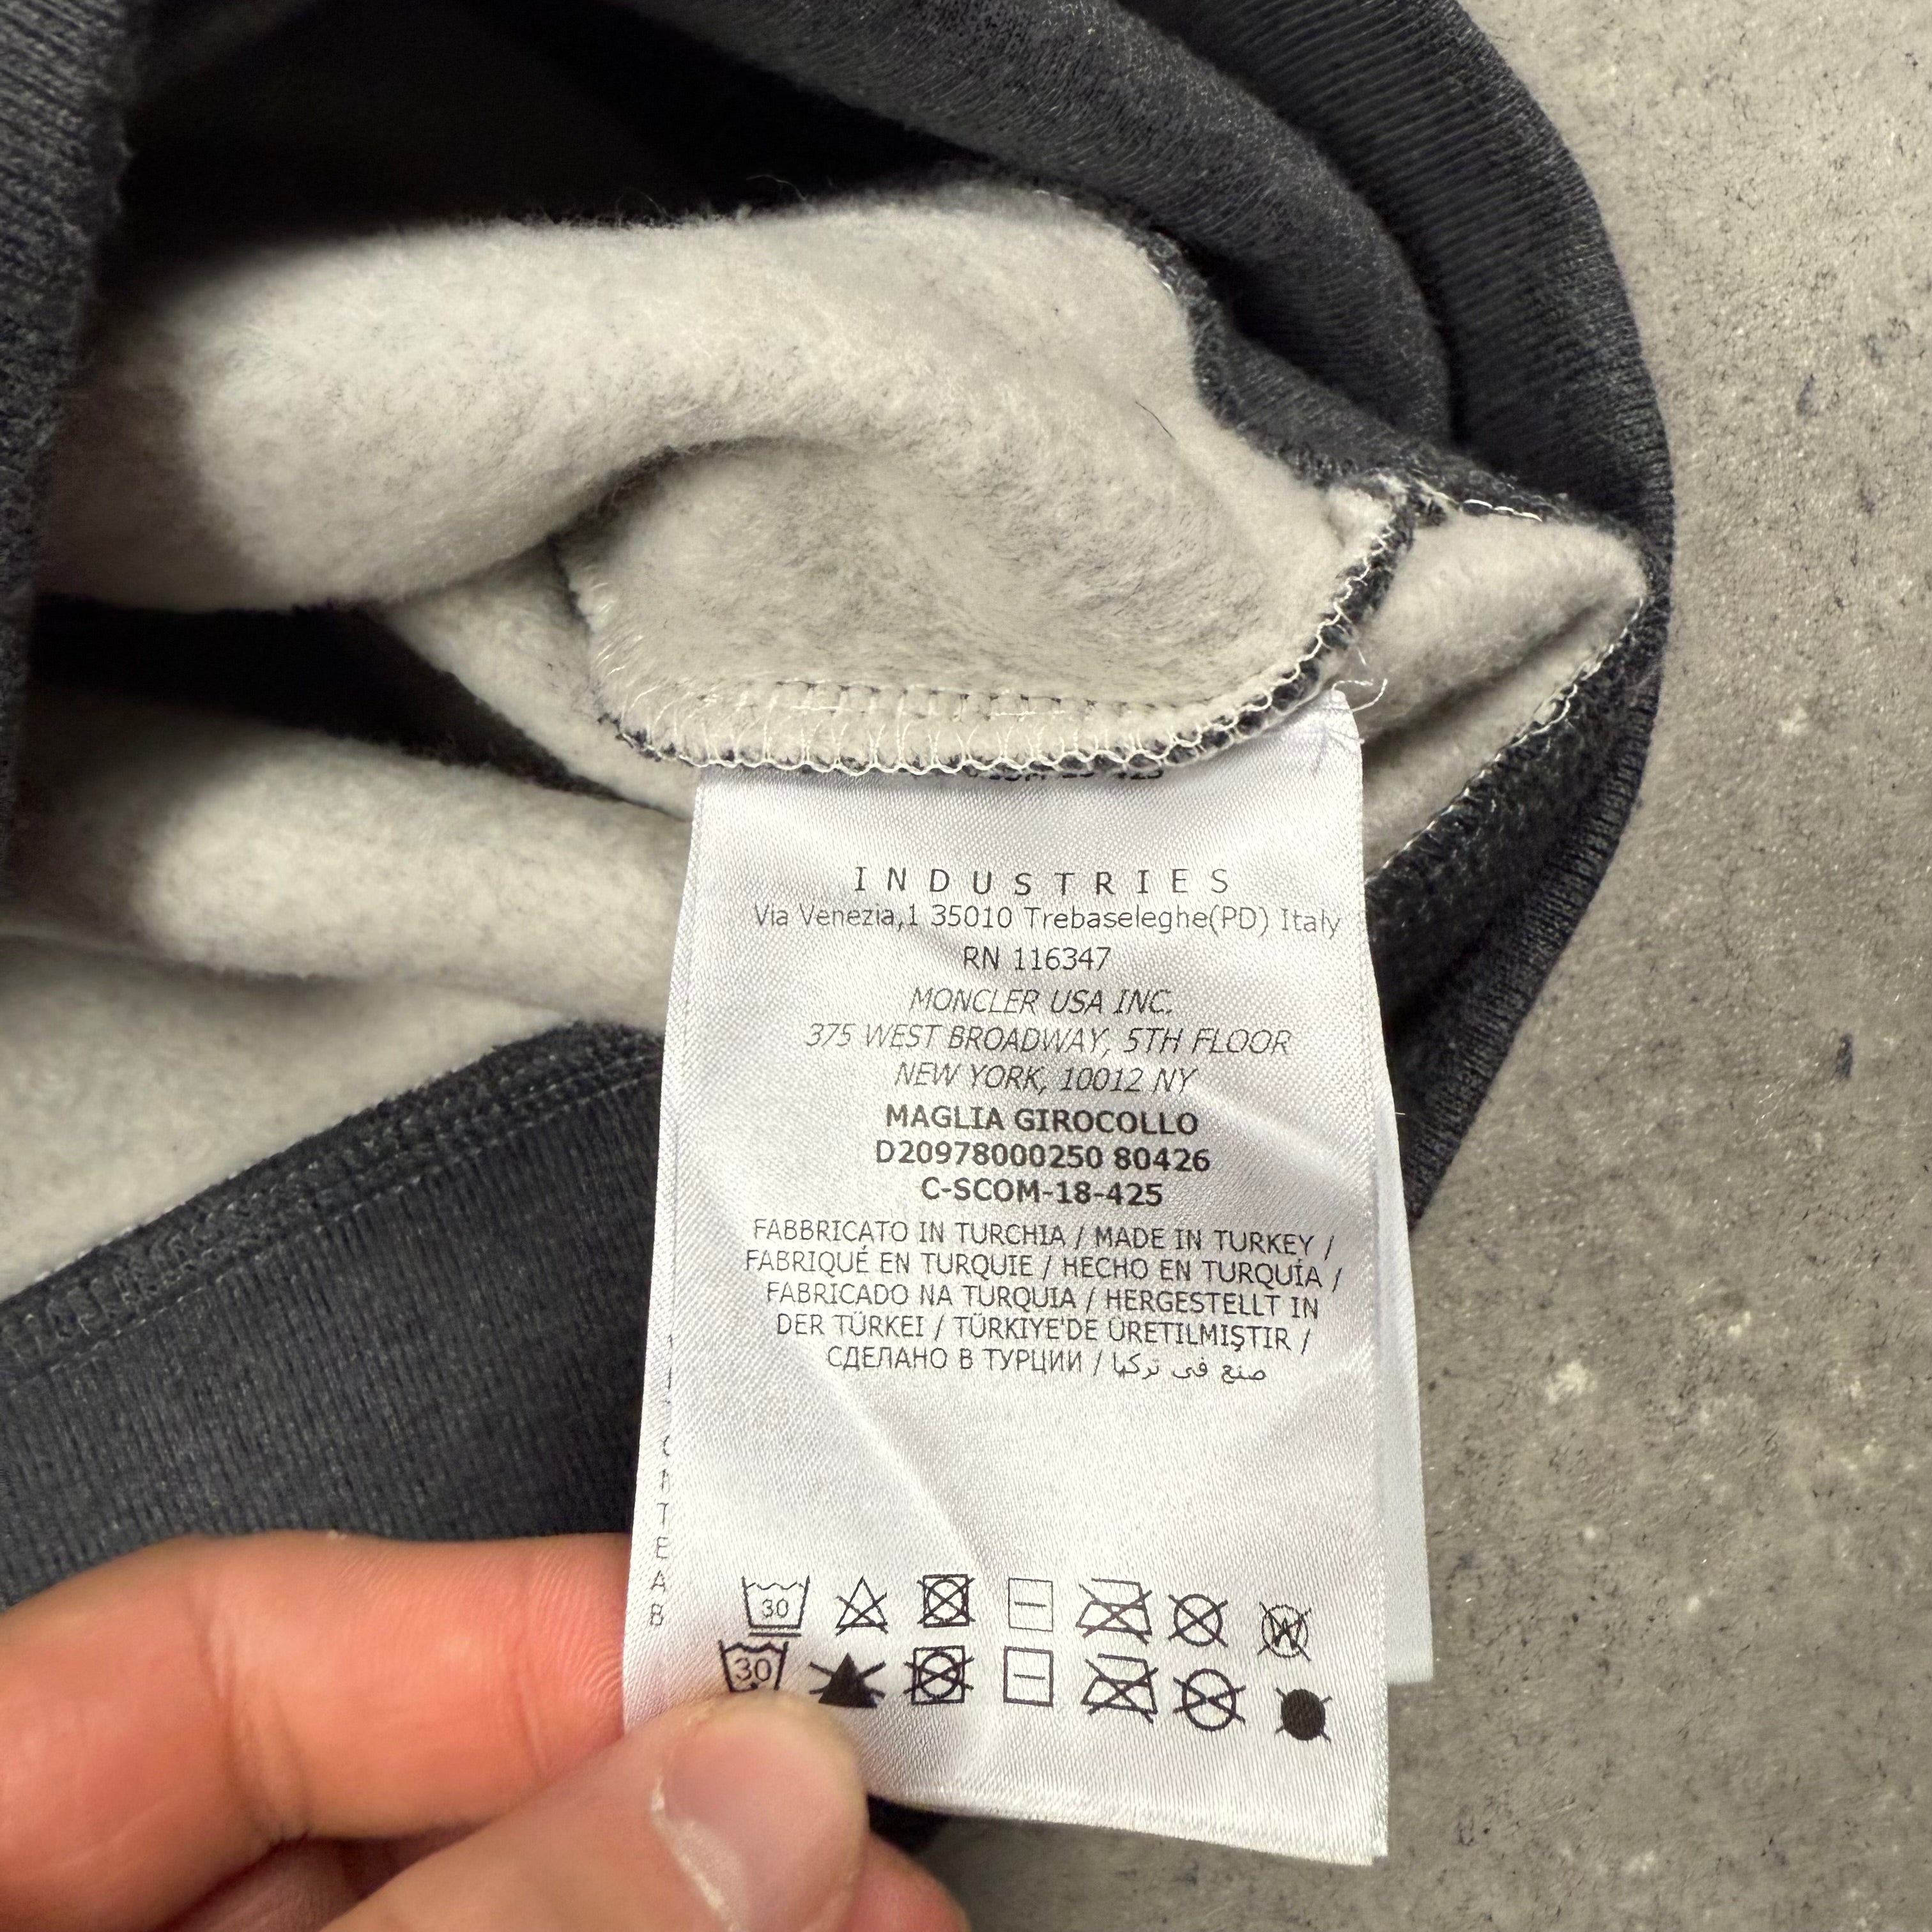 INDUSTRIES
Via Venezia,1 35010 Trebaseleghe(PD) Italy
RN 116347
MONCLER USA INC.
375 WEST BROADWAY, 5TH FLOOR
NEW YORK, 10012 NY
MAGLIA GIROCOLLO
D20978000250 80426
C-SCOM-18-425
FABBRICATO IN TURCHIA / MADE IN TURKEY /
FABRIQUÉ EN TURQUIE / HECHO EN TURQUÍA /
FABRICADO NA TURQUIA / HERGESTELLT IN
DER TÜRKEI / TÜRKIYE'DE ÜRETILMIŞTIR /
СДЕЛАНО В ТУРЦИИ / صنع في تركيا
30
W
30